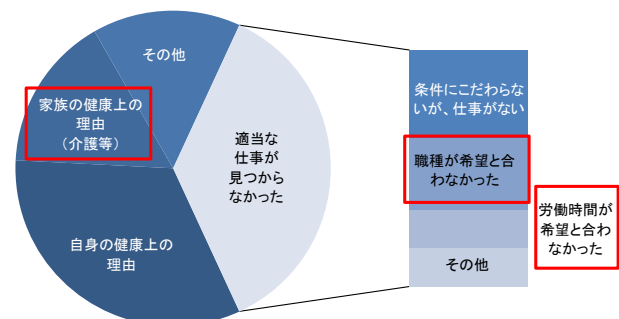 その他
家族の健康上の
理由
（介護等）
適当な
仕事が
見つから
なかった
自身の健康上の
理由
条件にこだわらな
いが、仕事がない
職種が希望と合
わなかった
労働時間が
希望と合わ
なかった
その他